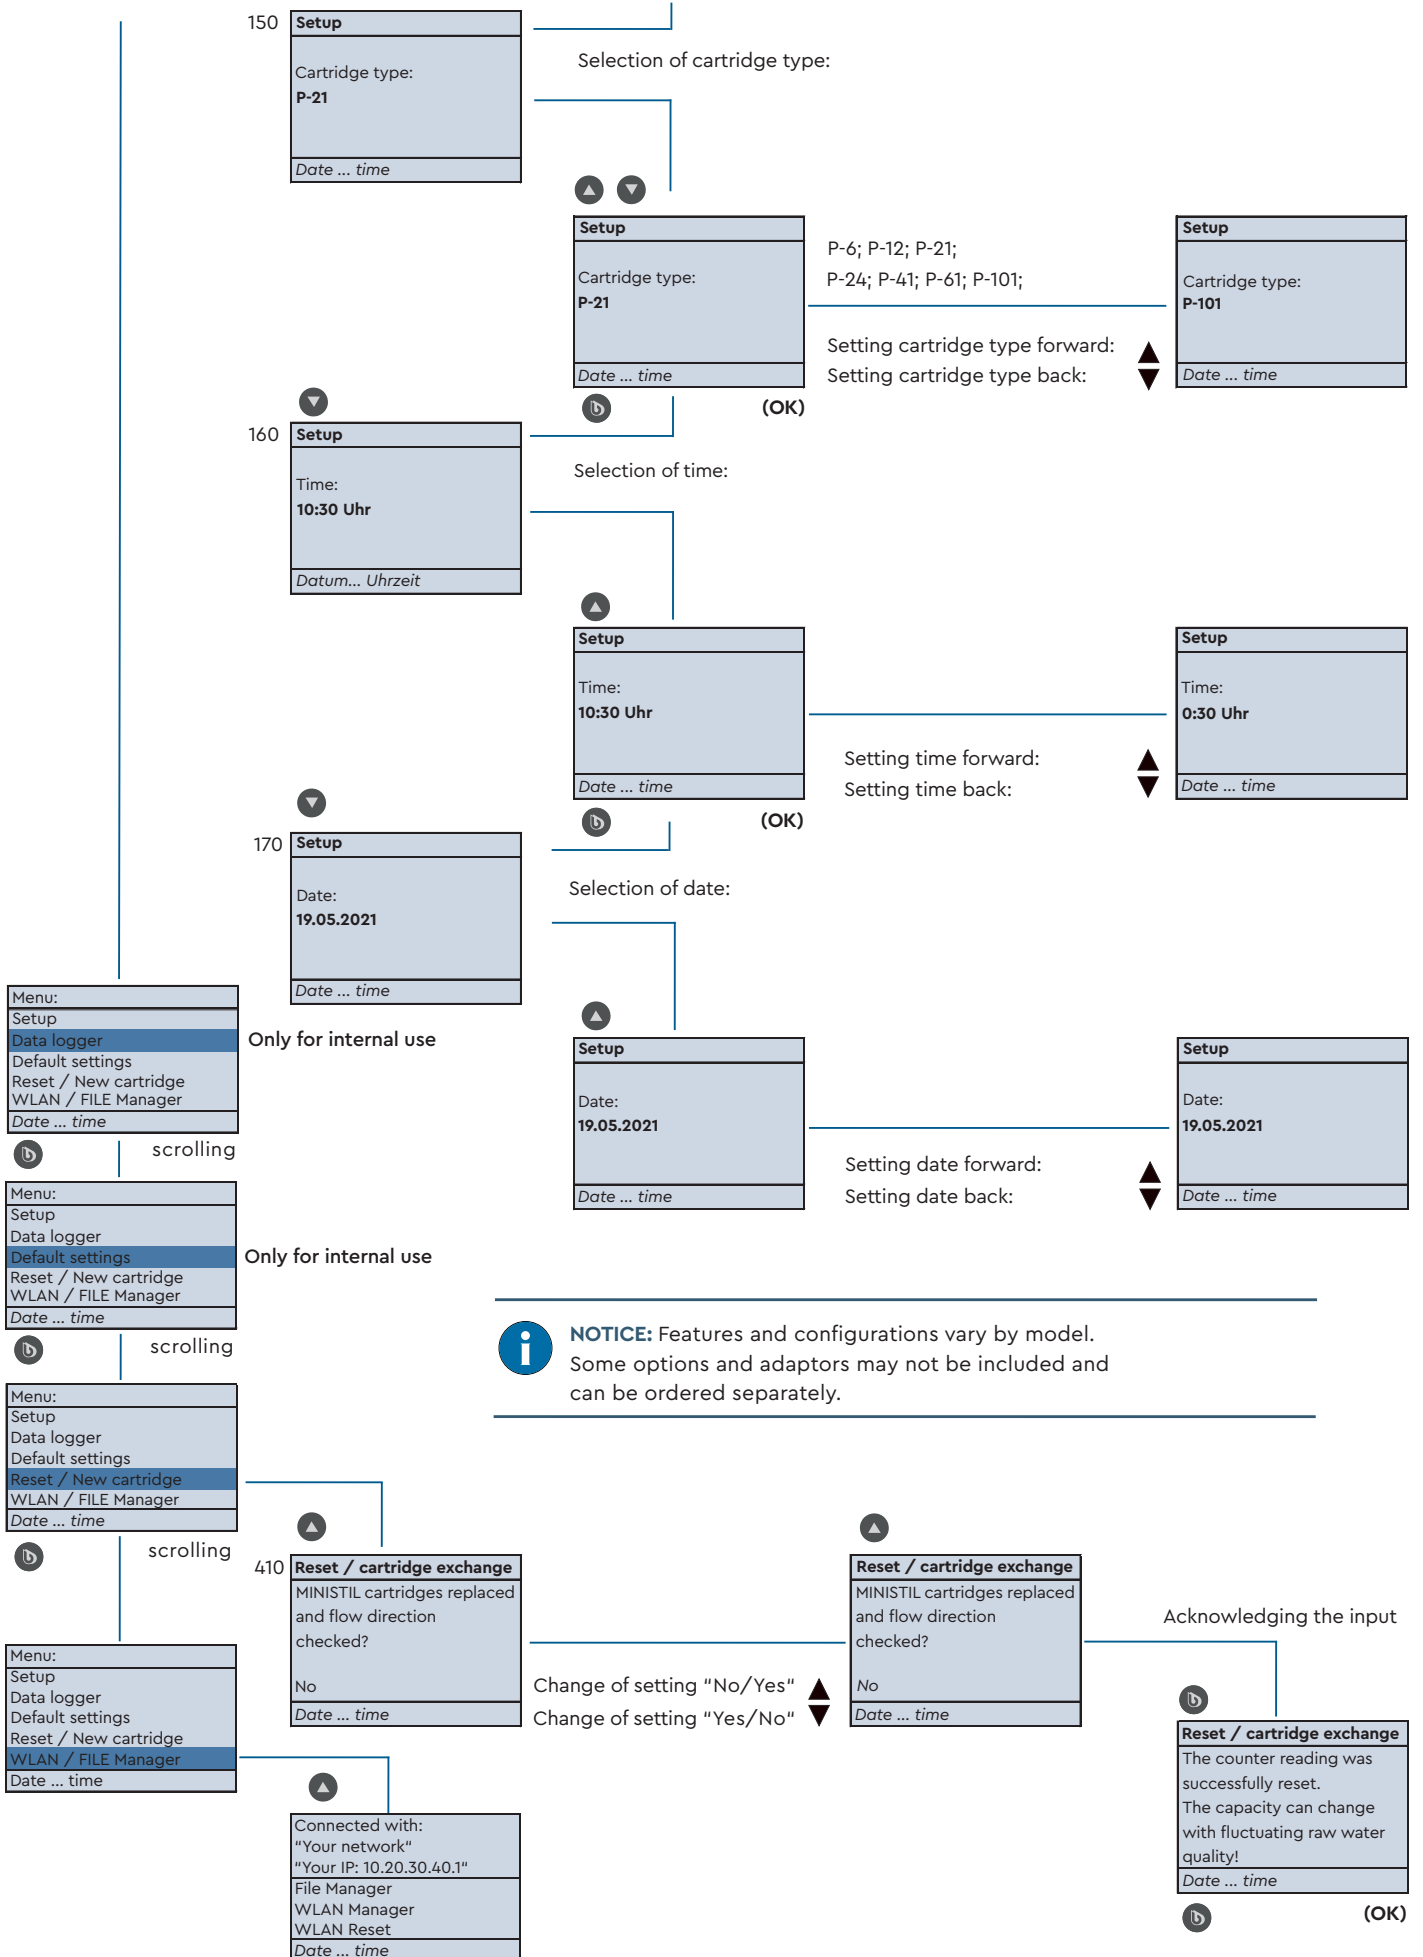 150
Setup
Cartridge type:
P-21
Date ... time
Selection of cartridge type:
Setup
Cartridge type:
P-21
Date ... time
(OK)
P-6; P-12; P-21;
P-24; P-41; P-61; P-101;
Setting cartridge type forward:
Setting cartridge type back:
Setup
Cartridge type:
P-101
Date ... time
160
Setup
Time:
10:30 Uhr
Datum... Uhrzeit
Selection of time:
Setup
Time:
10:30 Uhr
Date ... time
(OK)
Setting time forward:
Setting time back:
Setup
Time:
0:30 Uhr
Date ... time
170
Setup
Date:
19.05.2021
Date ... time
Selection of date:
Setup
Date:
19.05.2021
Date ... time
Setting date forward:
Setting date back:
Setup
Date:
19.05.2021
Date ... time
Menu:
Setup
Data logger
Default settings
Reset / New cartridge
WLAN / FILE Manager
Date ... time
Only for internal use
scrolling
Menu:
Setup
Data logger
Default settings
Reset / New cartridge
WLAN / FILE Manager
Date ... time
Only for internal use
scrolling
i
NOTICE: Features and configurations vary by model.
Some options and adaptors may not be included and
can be ordered separately.
Menu:
Setup
Data logger
Default settings
Reset / New cartridge
WLAN / FILE Manager
Date ... time
scrolling
410
Reset / cartridge exchange
MINISTIL cartridges replaced
and flow direction
checked?
No
Date ... time
Change of setting “No/Yes“
Change of setting “Yes/No“
Reset / cartridge exchange
MINISTIL cartridges replaced
and flow direction
checked?
No
Date ... time
Acknowledging the input
Reset / cartridge exchange
The counter reading was
successfully reset.
The capacity can change
with fluctuating raw water
quality!
Date ... time
(OK)
Menu:
Setup
Data logger
Default settings
Reset / New cartridge
WLAN / FILE Manager
Date ... time
Connected with:
“Your network“
“Your IP: 10.20.30.40.1“
File Manager
WLAN Manager
WLAN Reset
Date ... time